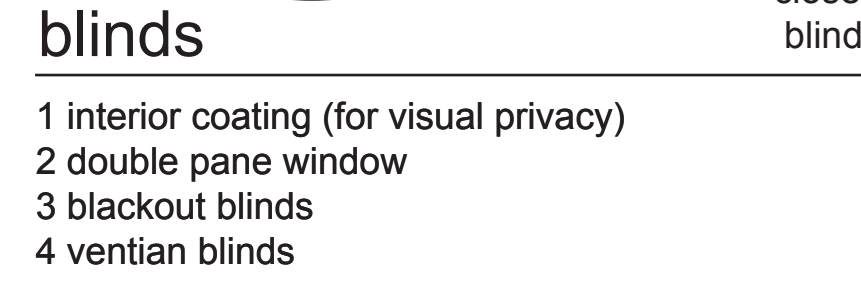 blinds
blind
1 interior coating (for visual privacy)
2 double pane window
3 blackout blinds
4 ventian blinds